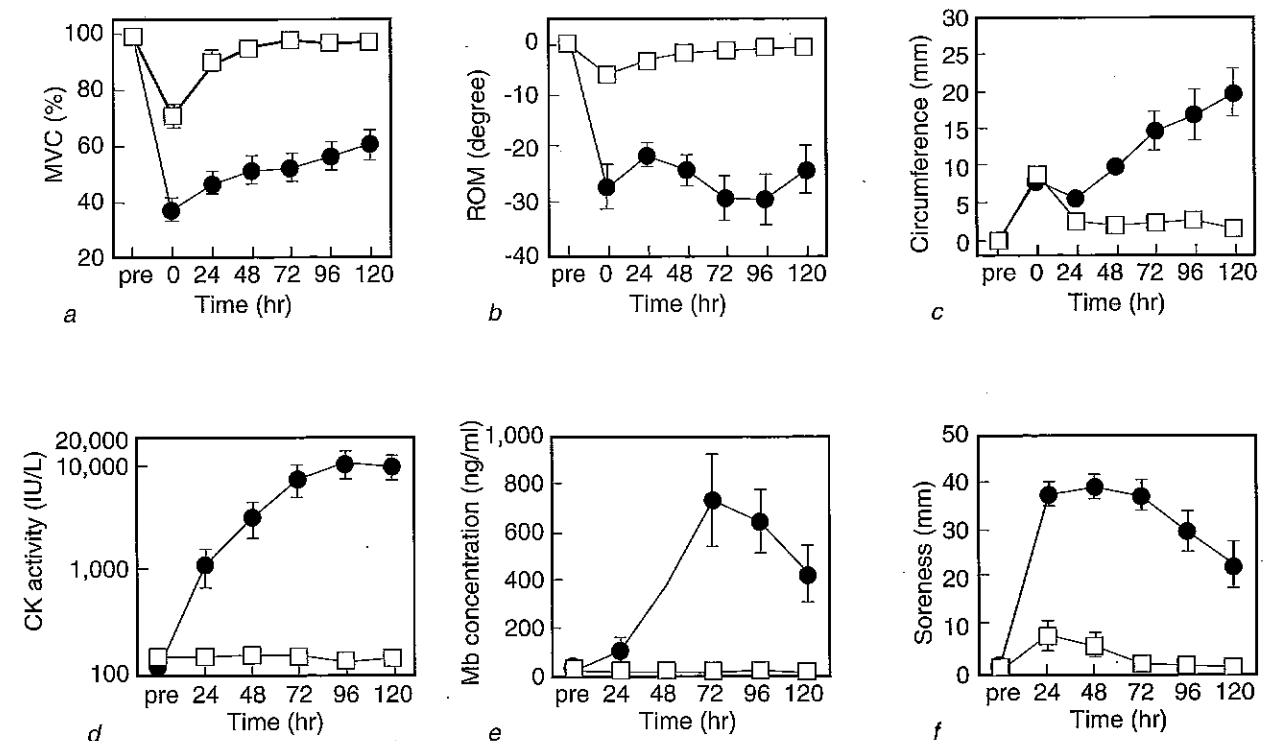 MVC (%)
100
80
60
40
20
pre 0 24 48 72 96 120
Time (hr)
a
ROM (degree)
0
-10
-20
-30
-40
pre 0 24 48 72 96 120
Time (hr)
b
Circumference (mm)
30
25
20
15
10
5
0
pre 0 24 48 72 96 120
Time (hr)
c
CK activity (IU/L)
20,000
10,000
1,000
100
pre 24 48 72 96 120
Time (hr)
d
Mb concentration (ng/ml)
1,000
800
600
400
200
0
pre 24 48 72 96 120
Time (hr)
e
Soreness (mm)
50
40
30
20
10
0
pre 24 48 72 96 120
Time (hr)
f